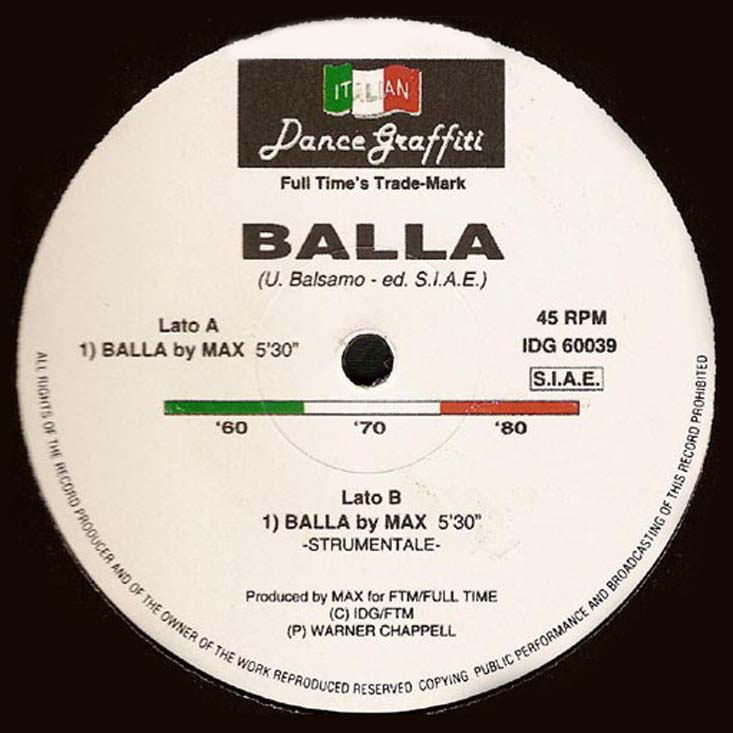 ITALIAN
Dance Graffiti
Full Time's Trade-Mark
BALLA
(U. Balsamo - ed. S.I.A.E.)
Lato A
1) BALLA by MAX 5'30"
45 RPM
IDG 60039
S.I.A.E.
'60 '70 '80
Lato B
1) BALLA by MAX 5'30"
-STRUMENTALE-
Produced by MAX for FTM/FULL TIME
(C) IDG/FTM
(P) WARNER CHAPPELL
ALL RIGHTS OF THE RECORD PRODUCER AND OF THE OWNER OF THE WORK REPRODUCED RESERVED COPYING PUBLIC PERFORMANCE AND BROADCASTING OF THIS RECORD PROHIBITED